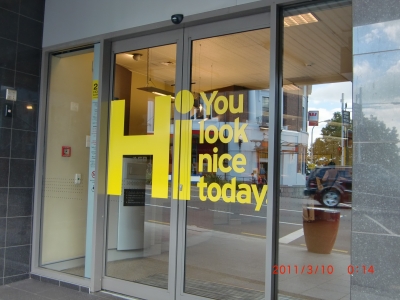 Hi
You
look
nice
today.
2011/3/10 0:14